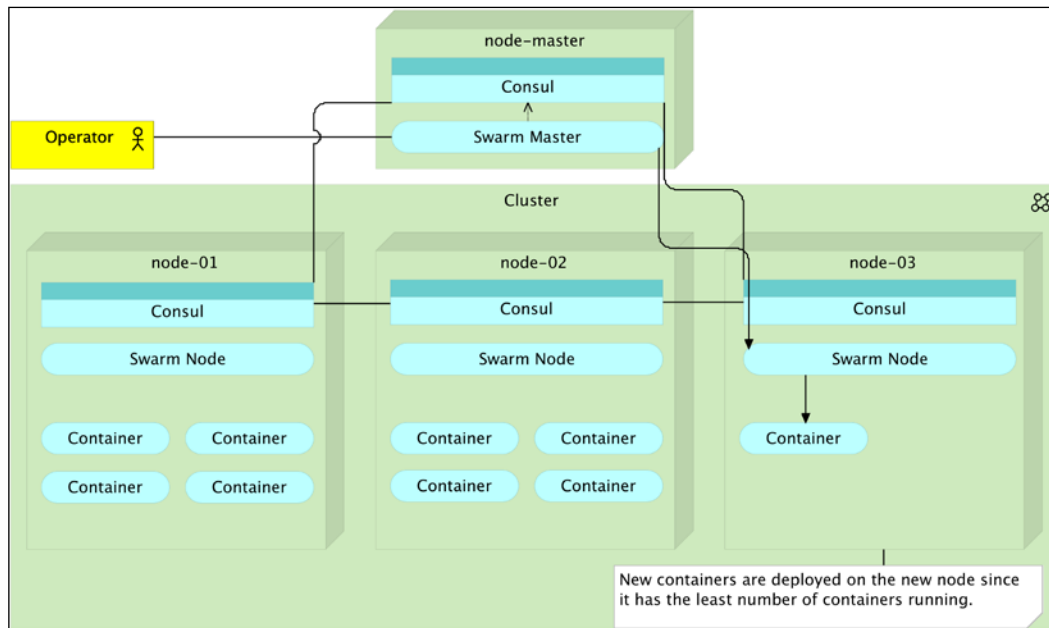 node-master
Consul
Operator
Swarm Master
Cluster
node-01
node-02
node-03
Consul
Consul
Consul
Swarm Node
Swarm Node
Swarm Node
Container
Container
Container
Container
Container
Container
Container
Container
Container
New containers are deployed on the new node since
it has the least number of containers running.